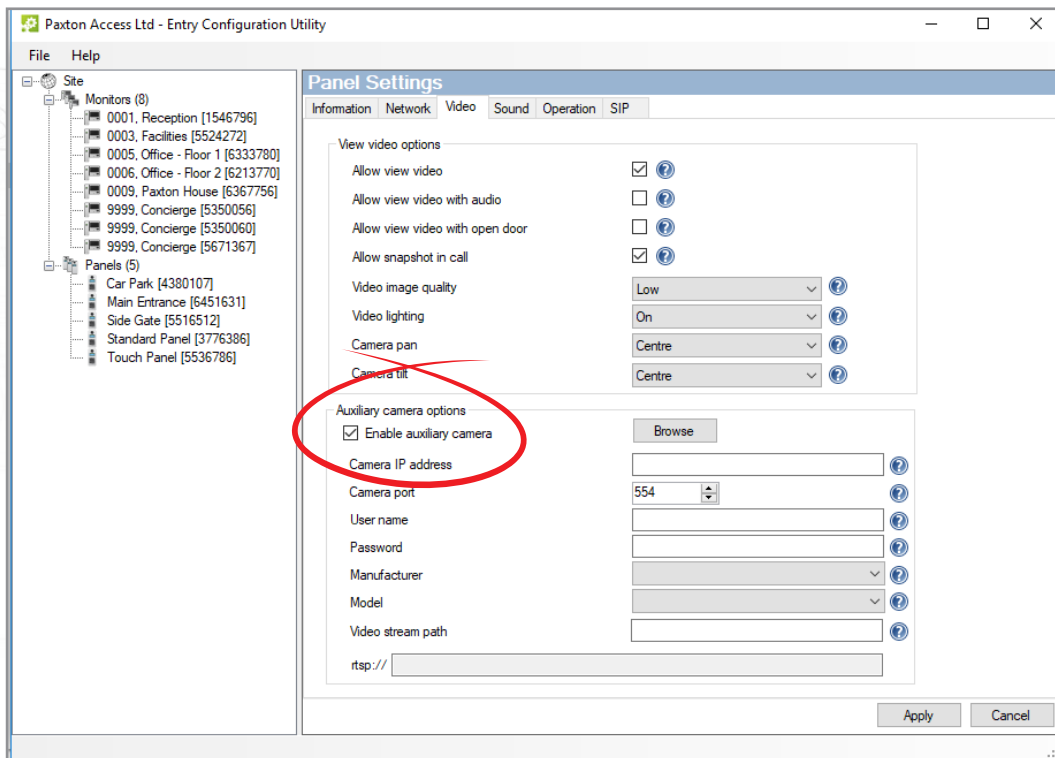 Paxton Access Ltd - Entry Configuration Utility
File Help
Site
Monitors (8)
0001, Reception [1546796]
0003, Facilities [5524272]
0005, Office - Floor 1 [6333780]
0006, Office - Floor 2 [6213770]
0009, Paxton House [6367756]
9999, Concierge [5350056]
9999, Concierge [5350060]
9999, Concierge [5671367]
Panels (5)
Car Park [4380107]
Main Entrance [6451631]
Side Gate [5516512]
Standard Panel [3776386]
Touch Panel [5536786]
Panel Settings
Information Network Video Sound Operation SIP
View video options
Allow view video
Allow view video with audio
Allow view video with open door
Allow snapshot in call
Video image quality Low
Video lighting On
Camera pan Centre
Camera tilt Centre
Auxiliary camera options
Enable auxiliary camera Browse
Camera IP address
Camera port 554
User name
Password
Manufacturer
Model
Video stream path
rtsp://
Apply Cancel